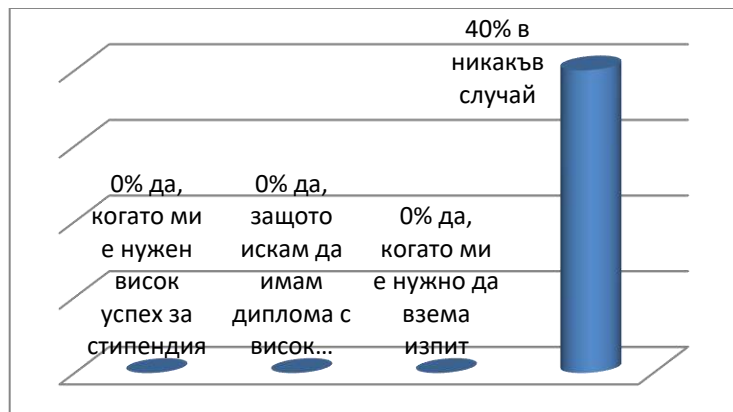 40% в
никакъв
случай
0% да,
когато ми
е нужен
висок
успех за
стипендия
0% да,
защото
искам да
имам
диплома с
висок...
0% да,
когато ми
е нужно да
взема
изпит